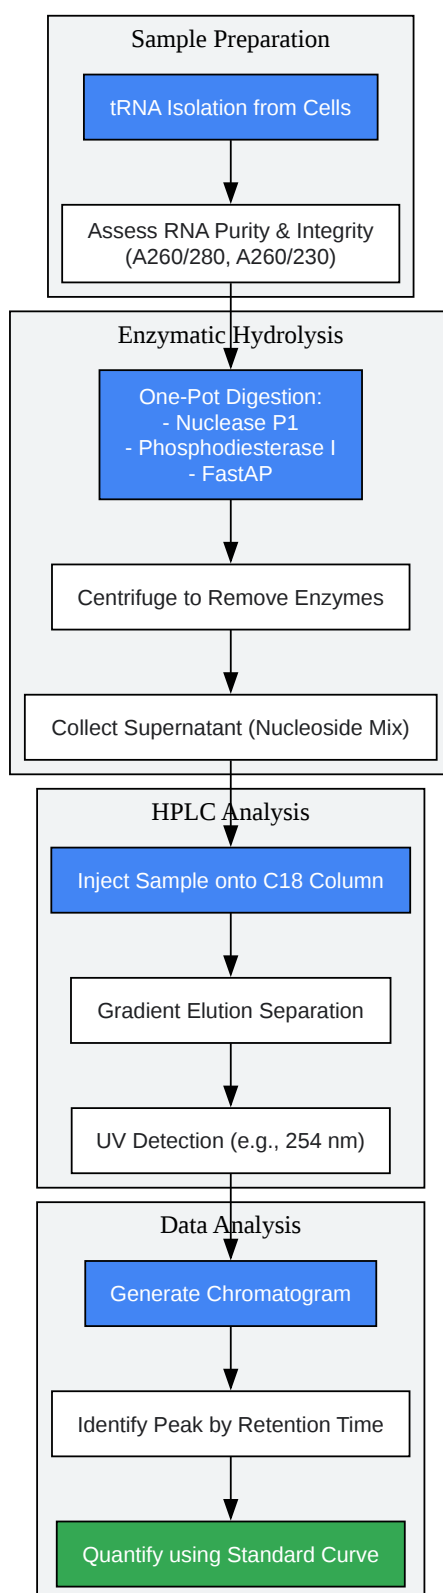 Sample Preparation
tRNA Isolation from Cells
Assess RNA Purity & Integrity
(A260/280, A260/230)
Enzymatic Hydrolysis
One-Pot Digestion:
- Nuclease P1
- Phosphodiesterase I
- FastAP
Centrifuge to Remove Enzymes
Collect Supernatant (Nucleoside Mix)
HPLC Analysis
Inject Sample onto C18 Column
Gradient Elution Separation
UV Detection (e.g., 254 nm)
Data Analysis
Generate Chromatogram
Identify Peak by Retention Time
Quantify using Standard Curve